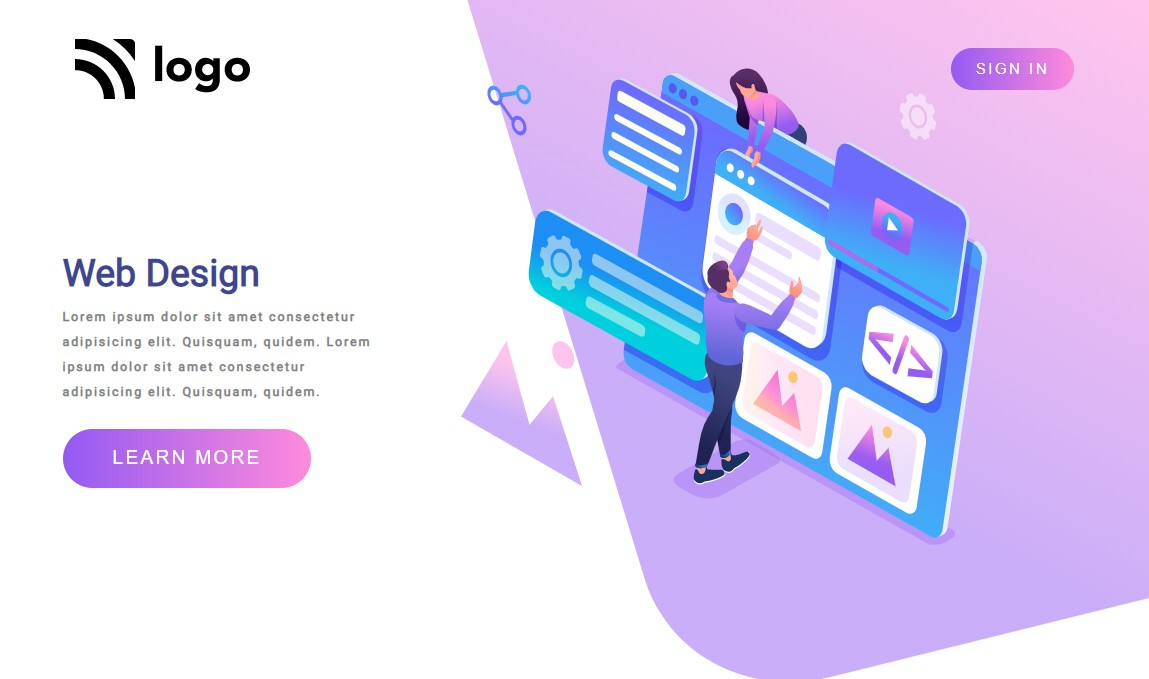 logo
SIGN IN
Web Design
Lorem ipsum dolor sit amet consectetur
adipisicing elit. Quisquam, quidem. Lorem
ipsum dolor sit amet consectetur
adipisicing elit. Quisquam, quidem.
LEARN MORE